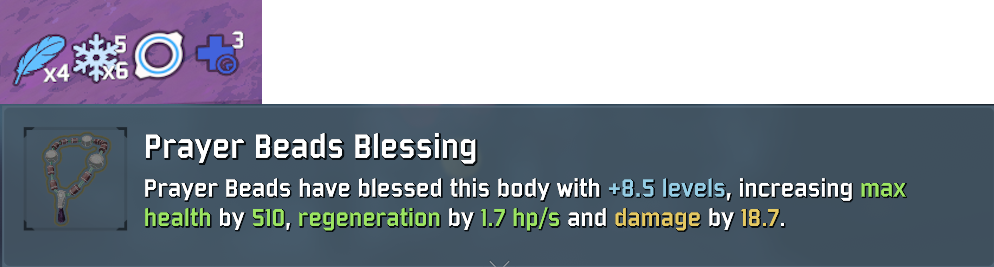 x4 5 x6 3
Prayer Beads Blessing
Prayer Beads have blessed this body with +8.5 levels, increasing max
health by 510, regeneration by 1.7 hp/s and damage by 18.7.